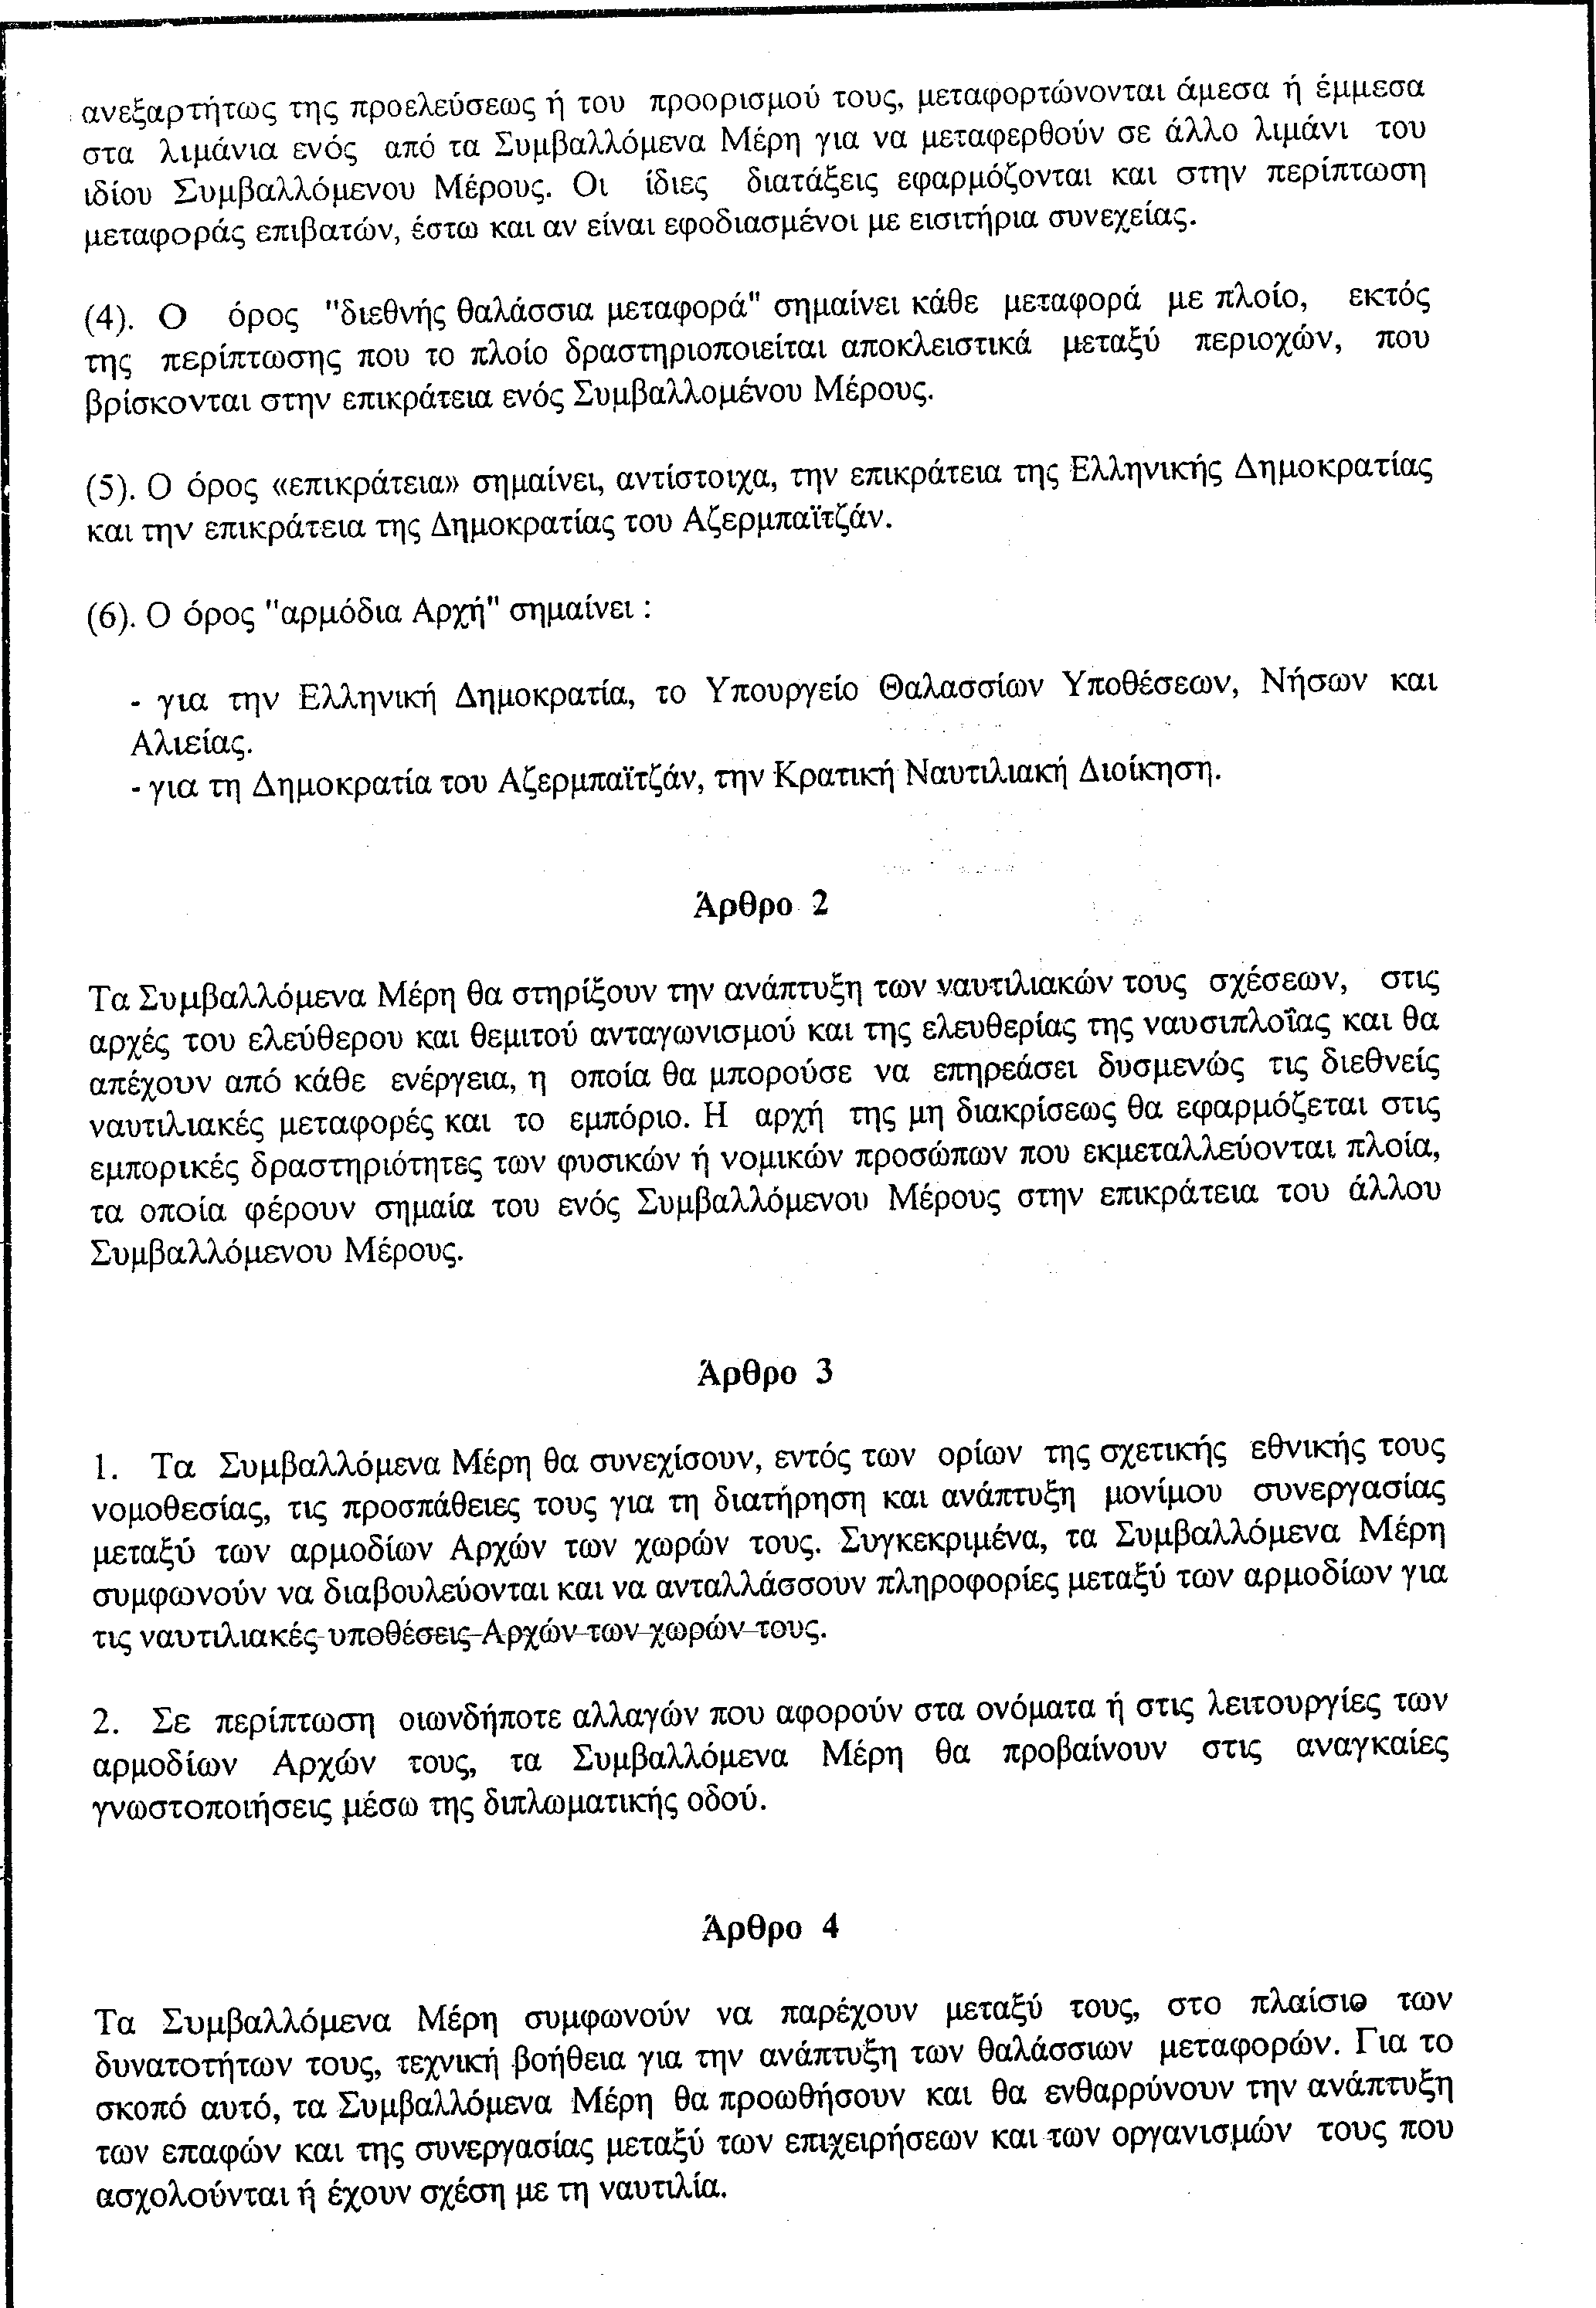 ανεξαρτήτως της προελεύσεως ή του προορισμού τους, μεταφορτώνονται άμεσα ή έμμεσα
στα λιμάνια ενός από τα Συμβαλλόμενα Μέρη για να μεταφερθούν σε άλλο λιμάνι του
ιδίου Συμβαλλόμενου Μέρους. Οι ίδιες διατάξεις εφαρμόζονται και στην περίπτωση
μεταφοράς επιβατών, έστω και αν είναι εφοδιασμένοι με εισιτήρια συνεχείας.
(4). Ο όρος "διεθνής θαλάσσια μεταφορά" σημαίνει κάθε μεταφορά με πλοίο, εκτός
της περίπτωσης που το πλοίο δραστηριοποιείται αποκλειστικά μεταξύ περιοχών, που
βρίσκονται στην επικράτεια ενός Συμβαλλομένου Μέρους.
(5). Ο όρος «επικράτεια» σημαίνει, αντίστοιχα, την επικράτεια της Ελληνικής Δημοκρατίας
και την επικράτεια της Δημοκρατίας του Αζερμπαϊτζάν.
(6). Ο όρος "αρμόδια Αρχή" σημαίνει :
- για την Ελληνική Δημοκρατία, το Υπουργείο Θαλασσίων Υποθέσεων, Νήσων και
Αλιείας.
- για τη Δημοκρατία του Αζερμπαϊτζάν, την Κρατική Ναυτιλιακή Διοίκηση.
Άρθρο 2
Τα Συμβαλλόμενα Μέρη θα στηρίξουν την ανάπτυξη των ναυτιλιακών τους σχέσεων, στις
αρχές του ελεύθερου και θεμιτού ανταγωνισμού και της ελευθερίας της ναυσιπλοΐας και θα
απέχουν από κάθε ενέργεια, η οποία θα μπορούσε να επηρεάσει δυσμενώς τις διεθνείς
ναυτιλιακές μεταφορές και το εμπόριο. Η αρχή της μη διακρίσεως θα εφαρμόζεται στις
εμπορικές δραστηριότητες των φυσικών ή νομικών προσώπων που εκμεταλλεύονται πλοία,
τα οποία φέρουν σημαία του ενός Συμβαλλόμενου Μέρους στην επικράτεια του άλλου
Συμβαλλόμενου Μέρους.
Άρθρο 3
1. Τα Συμβαλλόμενα Μέρη θα συνεχίσουν, εντός των ορίων της σχετικής εθνικής τους
νομοθεσίας, τις προσπάθειες τους για τη διατήρηση και ανάπτυξη μονίμου συνεργασίας
μεταξύ των αρμοδίων Αρχών των χωρών τους. Συγκεκριμένα, τα Συμβαλλόμενα Μέρη
συμφωνούν να διαβουλεύονται και να ανταλλάσσουν πληροφορίες μεταξύ των αρμοδίων για
τις ναυτιλιακές υποθέσεις Αρχών των χωρών τους.
2. Σε περίπτωση οιωνδήποτε αλλαγών που αφορούν στα ονόματα ή στις λειτουργίες των
αρμοδίων Αρχών τους, τα Συμβαλλόμενα Μέρη θα προβαίνουν στις αναγκαίες
γνωστοποιήσεις μέσω της διπλωματικής οδού.
Άρθρο 4
Τα Συμβαλλόμενα Μέρη συμφωνούν να παρέχουν μεταξύ τους, στο πλαίσιο των
δυνατοτήτων τους, τεχνική βοήθεια για την ανάπτυξη των θαλάσσιων μεταφορών. Για το
σκοπό αυτό, τα Συμβαλλόμενα Μέρη θα προωθήσουν και θα ενθαρρύνουν την ανάπτυξη
των επαφών και της συνεργασίας μεταξύ των επιχειρήσεων και των οργανισμών τους που
ασχολούνται ή έχουν σχέση με τη ναυτιλία.